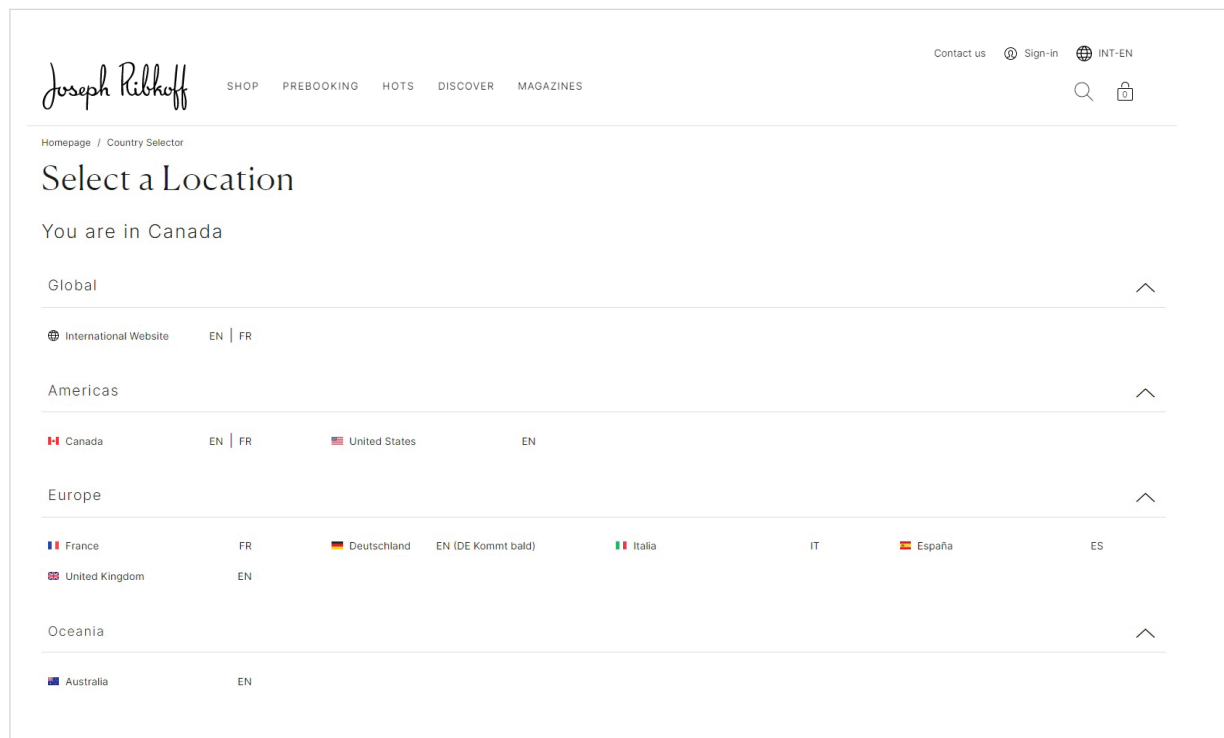 Contact us Sign-in INT-EN
Joseph Ribkoff SHOP PREBOOKING HOTS DISCOVER MAGAZINES
0
Homepage / Country Selector
Select a Location
You are in Canada
Global
International Website EN | FR
Americas
Canada EN | FR United States EN
Europe
France FR Deutschland EN (DE Kommt bald) Italia IT España ES
United Kingdom EN
Oceania
Australia EN